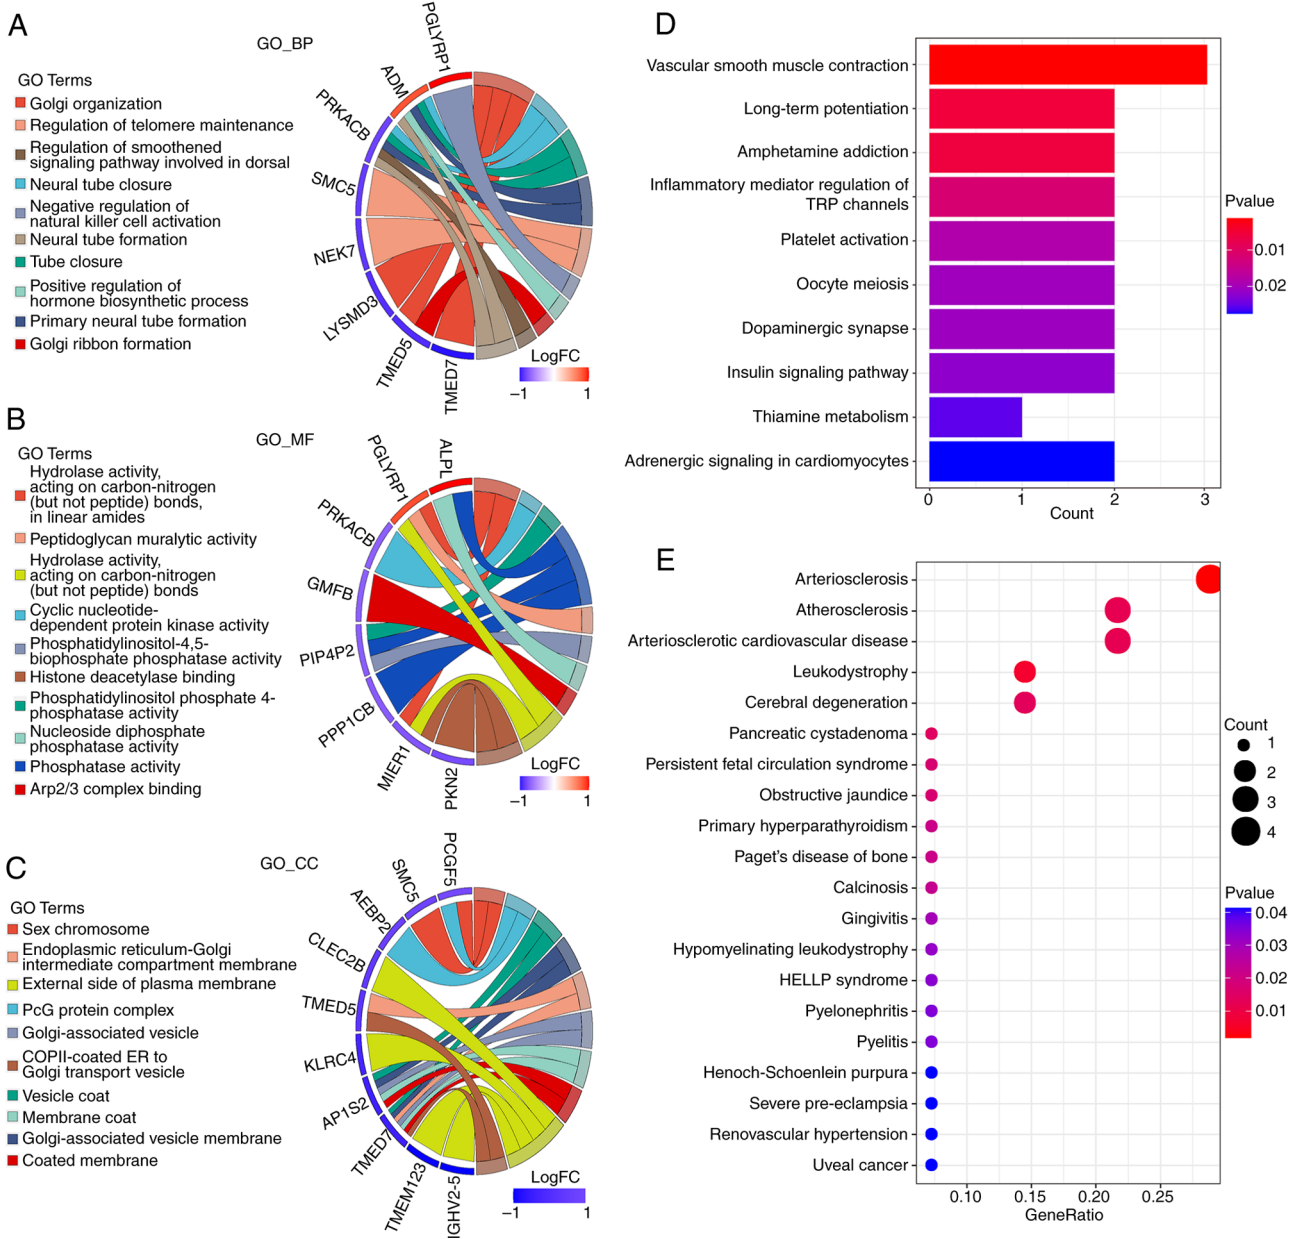 A
GO_BP
GO Terms
Golgi organization
Regulation of telomere maintenance
Regulation of smoothened
signaling pathway involved in dorsal
Neural tube closure
Negative regulation of
natural killer cell activation
Neural tube formation
Tube closure
Positive regulation of
hormone biosynthetic process
Primary neural tube formation
Golgi ribbon formation
PGLYRP1
ADM
PRKACB
SMC5
NEK7
LYSMD3
TMED5
TMED7
LogFC
−1 1
B
GO_MF
GO Terms
Hydrolase activity,
acting on carbon-nitrogen
(but not peptide) bonds,
in linear amides
Peptidoglycan muralytic activity
Hydrolase activity,
acting on carbon-nitrogen
(but not peptide) bonds
Cyclic nucleotide-
dependent protein kinase activity
Phosphatidylinositol-4,5-
biophosphate phosphatase activity
Histone deacetylase binding
Phosphatidylinositol phosphate 4-
phosphatase activity
Nucleoside diphosphate
phosphatase activity
Phosphatase activity
Arp2/3 complex binding
ALPL
PGLYRP1
PRKACB
GMFB
PIP4P2
PPP1CB
MIER1
PKN2
LogFC
−1 1
C
GO_CC
GO Terms
Sex chromosome
Endoplasmic reticulum-Golgi
intermediate compartment membrane
External side of plasma membrane
PcG protein complex
Golgi-associated vesicle
COPII-coated ER to
Golgi transport vesicle
Vesicle coat
Membrane coat
Golgi-associated vesicle membrane
Coated membrane
PCGF5
SMC5
AEBP2
CLEC2B
TMED5
KLRC4
AP1S2
TMED7
TMEM123
IGHV2-5
LogFC
−1 1
D
Vascular smooth muscle contraction
Long-term potentiation
Amphetamine addiction
Inflammatory mediator regulation of
TRP channels
Platelet activation
Oocyte meiosis
Dopaminergic synapse
Insulin signaling pathway
Thiamine metabolism
Adrenergic signaling in cardiomyocytes
0 1 2 3
Count
Pvalue
0.01
0.02
E
Arteriosclerosis
Atherosclerosis
Arteriosclerotic cardiovascular disease
Leukodystrophy
Cerebral degeneration
Pancreatic cystadenoma
Persistent fetal circulation syndrome
Obstructive jaundice
Primary hyperparathyroidism
Paget's disease of bone
Calcinosis
Gingivitis
Hypomyelinating leukodystrophy
HELLP syndrome
Pyelonephritis
Pyelitis
Henoch-Schoenlein purpura
Severe pre-eclampsia
Renovascular hypertension
Uveal cancer
0.10 0.15 0.20 0.25
GeneRatio
Count
1
2
3
4
Pvalue
0.04
0.03
0.02
0.01